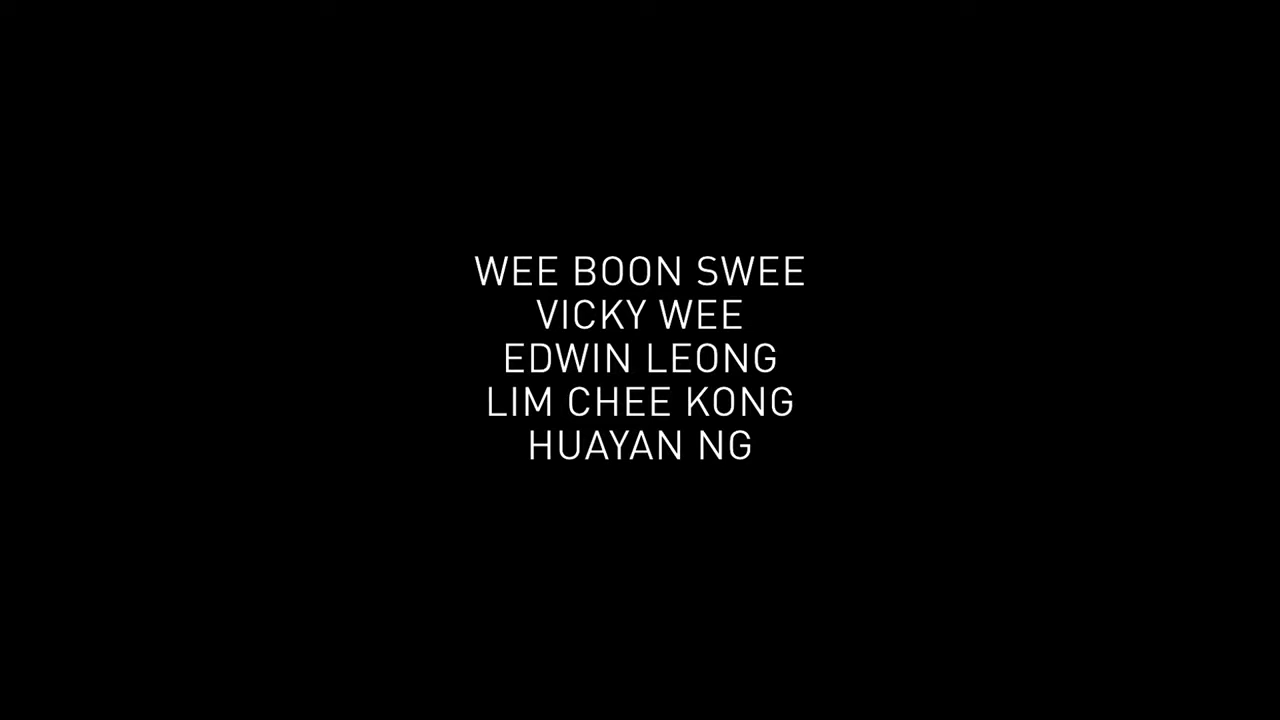 WEE BOON SWEE
VICKY WEE
EDWIN LEONG
LIM CHEE KONG
HUAYAN NG